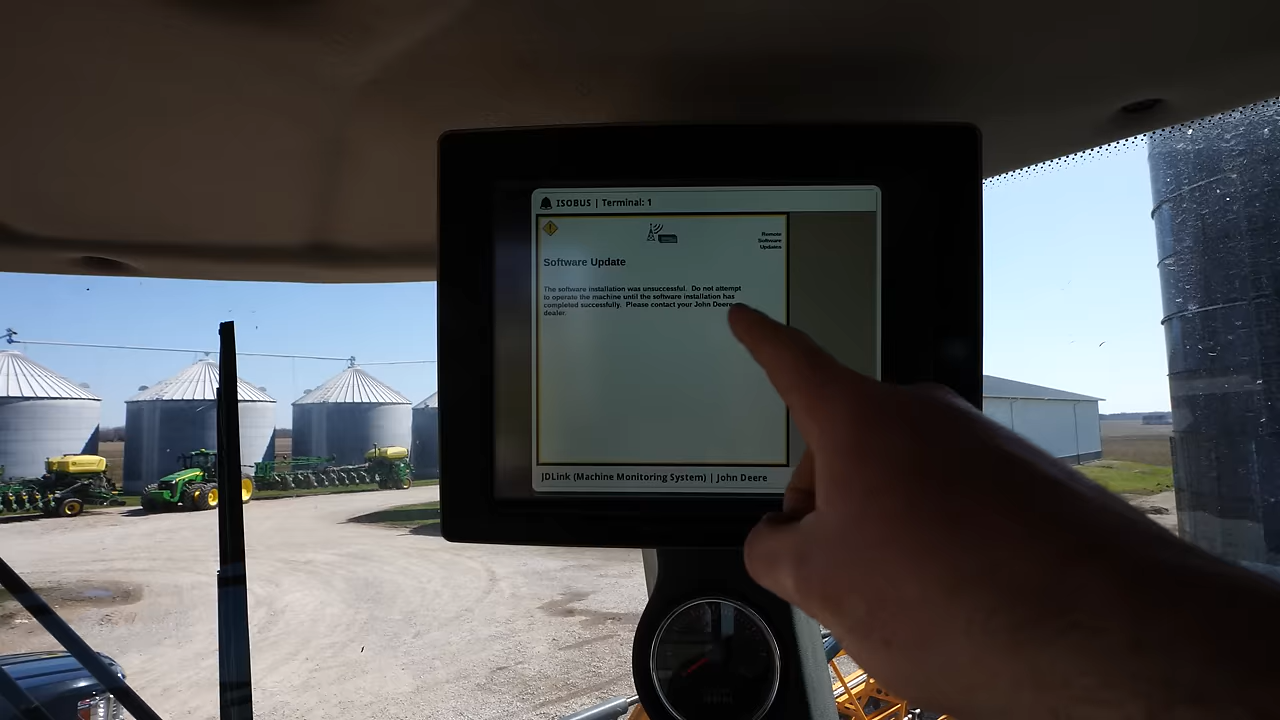 ISOBUS | Terminal: 1
Remote
Software
Updates
Software Update
The software installation was unsuccessful. Do not attempt
to operate the machine until the software installation has
completed successfully. Please contact your John Deere
dealer.
JDLink (Machine Monitoring System) | John Deere